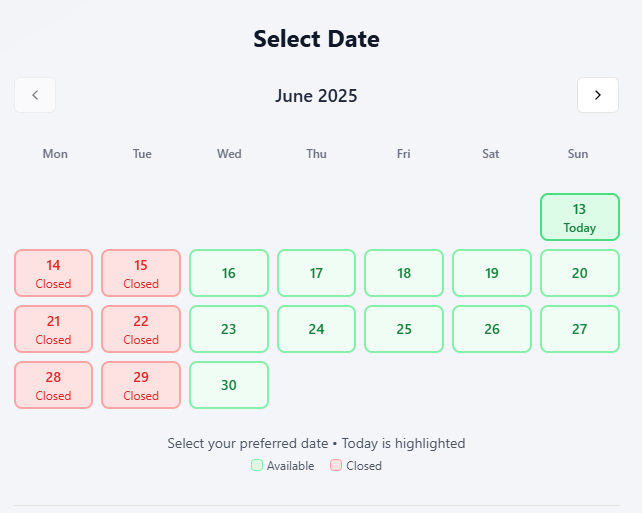 Select Date
June 2025
Mon Tue Wed Thu Fri Sat Sun
13
Today
14 15 16 17 18 19 20
Closed Closed
21 22 23 24 25 26 27
Closed Closed
28 29 30
Closed Closed
Select your preferred date • Today is highlighted
Available Closed